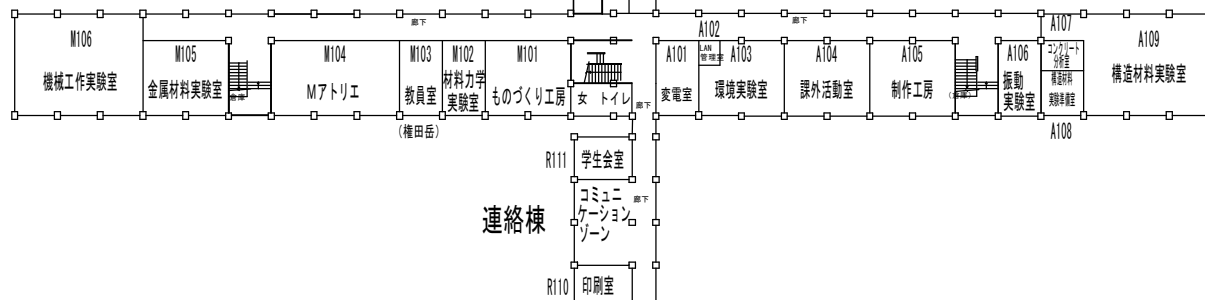 廊下
廊下
M106
機械工作実験室
M105
金属材料実験室
倉庫
M104
Mアトリエ
M103
教員室
M102
材料力学
実験室
M101
ものづくり工房
女 トイレ
廊下
A101
変電室
A102
LAN
管理室
A103
環境実験室
A104
課外活動室
A105
制作工房
A106
振動
実験室
A107
コンクリート
分析室
構造材料
実験準備室
A108
A109
構造材料実験室
(権田岳)
R111
学生会室
コミュニ
ケーション
ゾーン
廊下
連絡棟
R110
印刷室